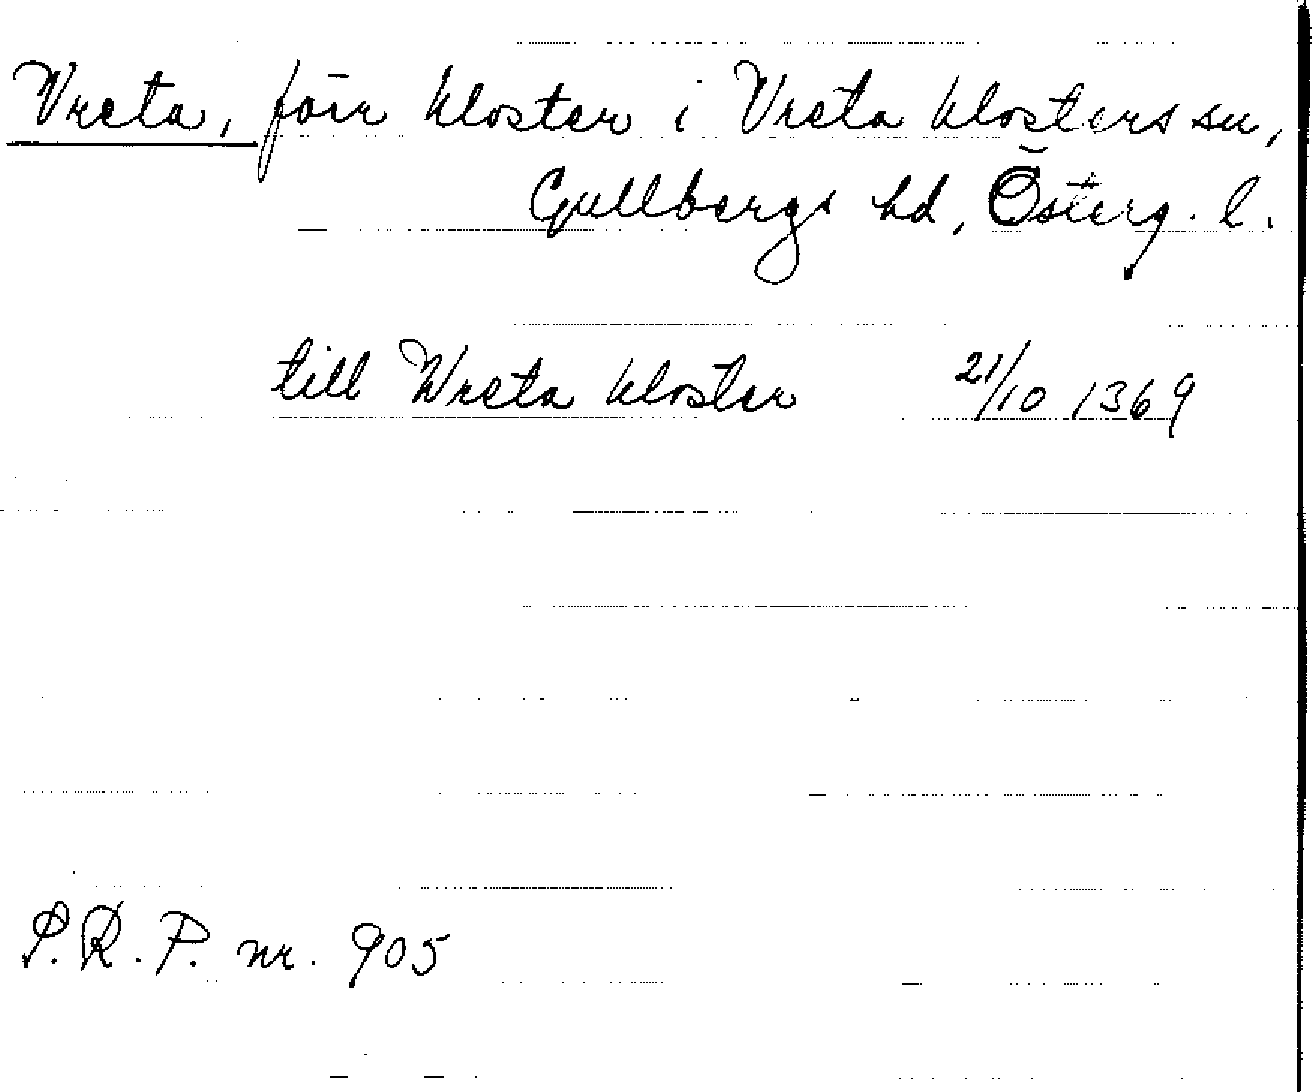 Vreta, förr kloster i Vreta klosters sn,
Gullbergs hd, Österg. l.
till Wreta kloster 21/10 1369
S.R.P. nr. 905